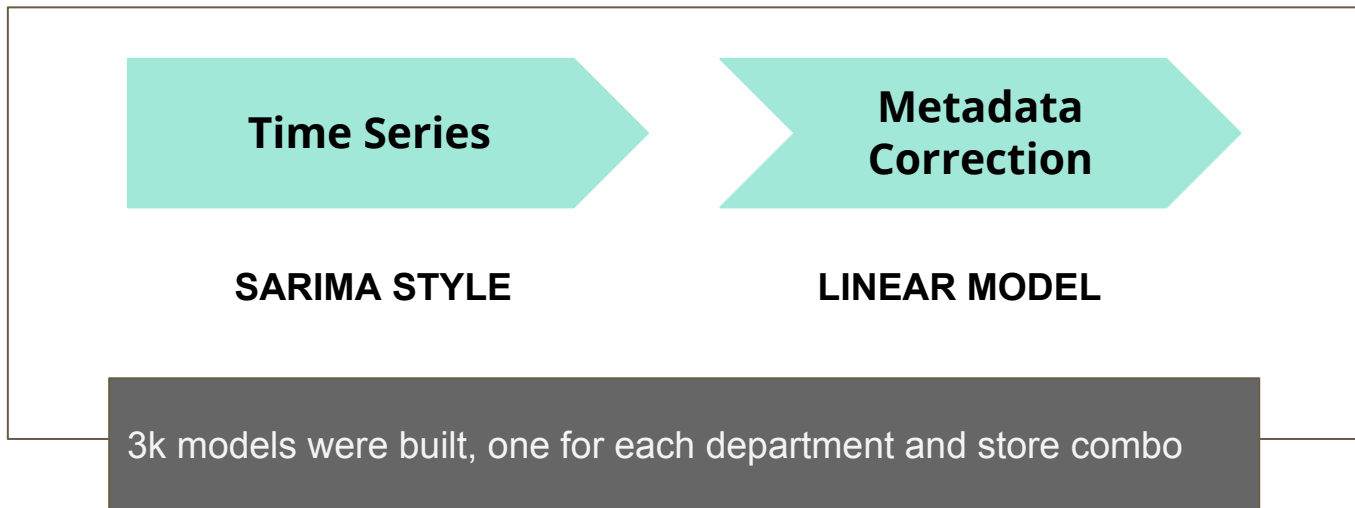 Time Series
Metadata
Correction
SARIMA STYLE
LINEAR MODEL
3k models were built, one for each department and store combo